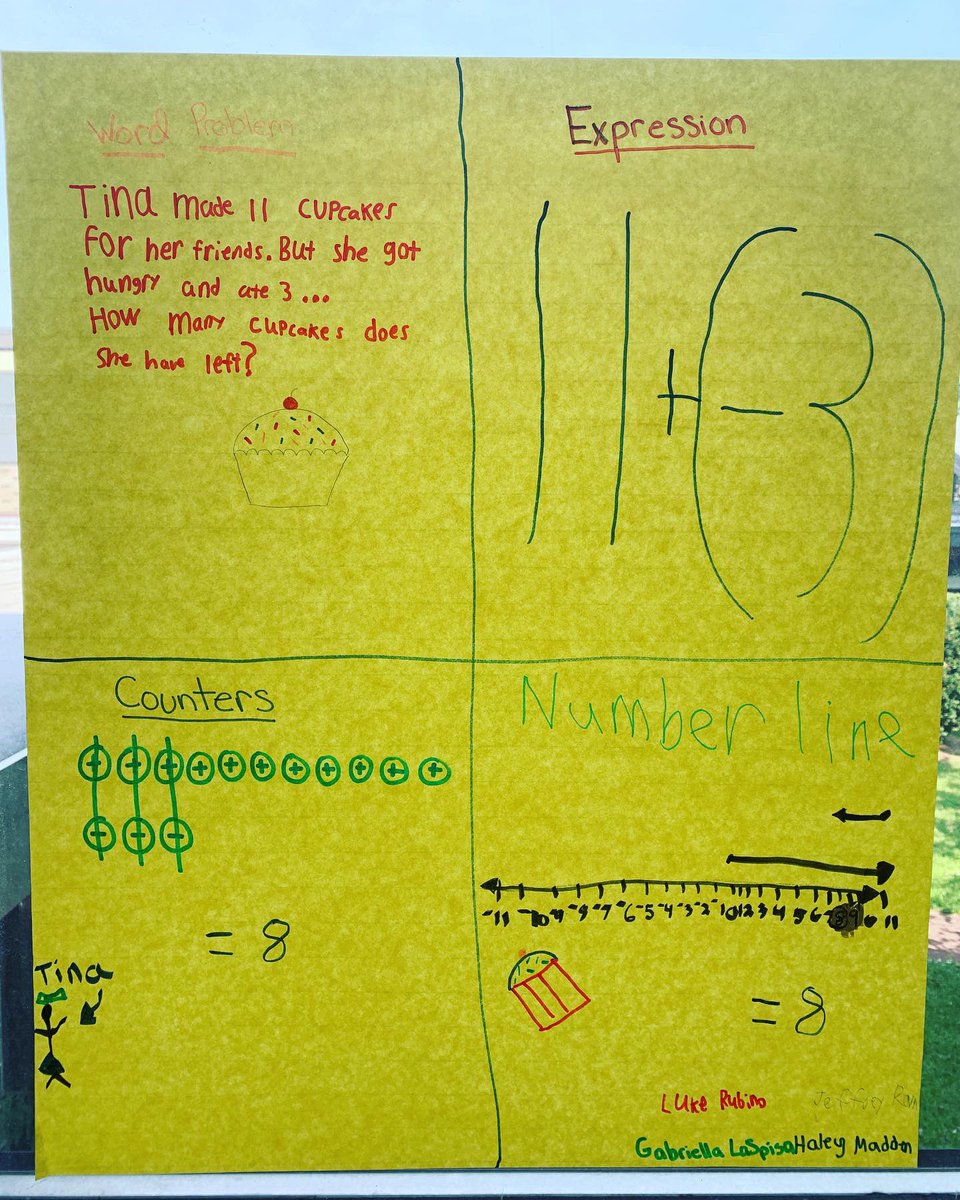 Word Problem
Tina made 11 cupcakes
for her friends. But she got
hungry and ate 3...
How many cupcakes does
she have left?
Expression
11 + (-3)
Counters
+ + + + + + + + + + +
- - -
= 8
Tina
Number line
-11 -10 -9 -8 -7 -6 -5 -4 -3 -2 -1 0 1 2 3 4 5 6 7 8 9 10 11
= 8
Luke Rubino
Jeffrey
Gabriella LaSpisa Haley Maddon